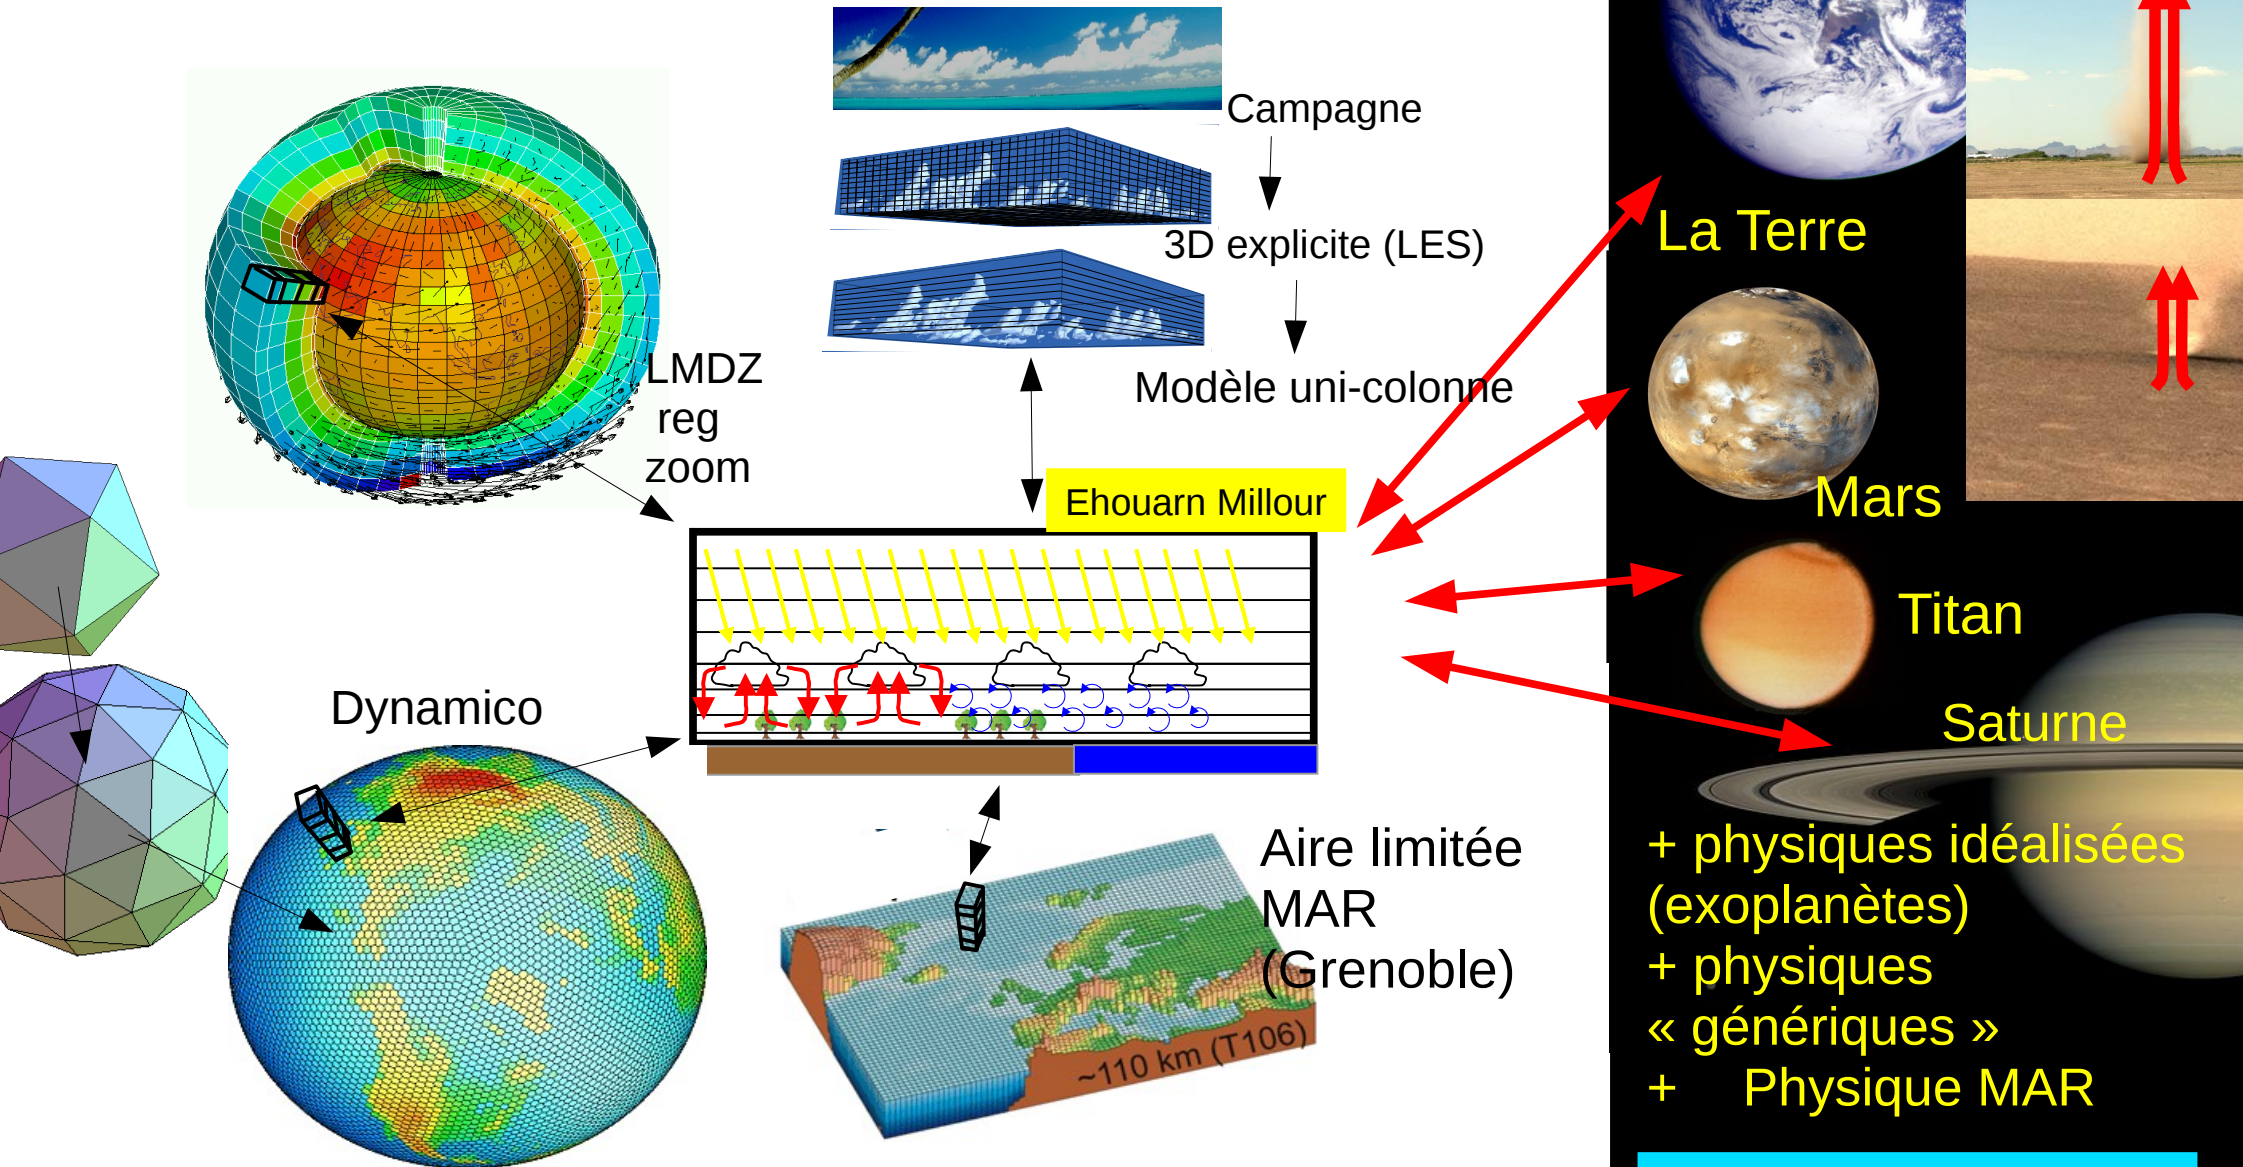 Campagne
3D explicite (LES)
Modèle uni-colonne
LMDZ
reg
zoom
Ehouarn Millour
Dynamico
Aire limitée
MAR
(Grenoble)
~110 km (T106)
La Terre
Mars
Titan
Saturne
+ physiques idéalisées
(exoplanètes)
+ physiques
« génériques »
+ Physique MAR